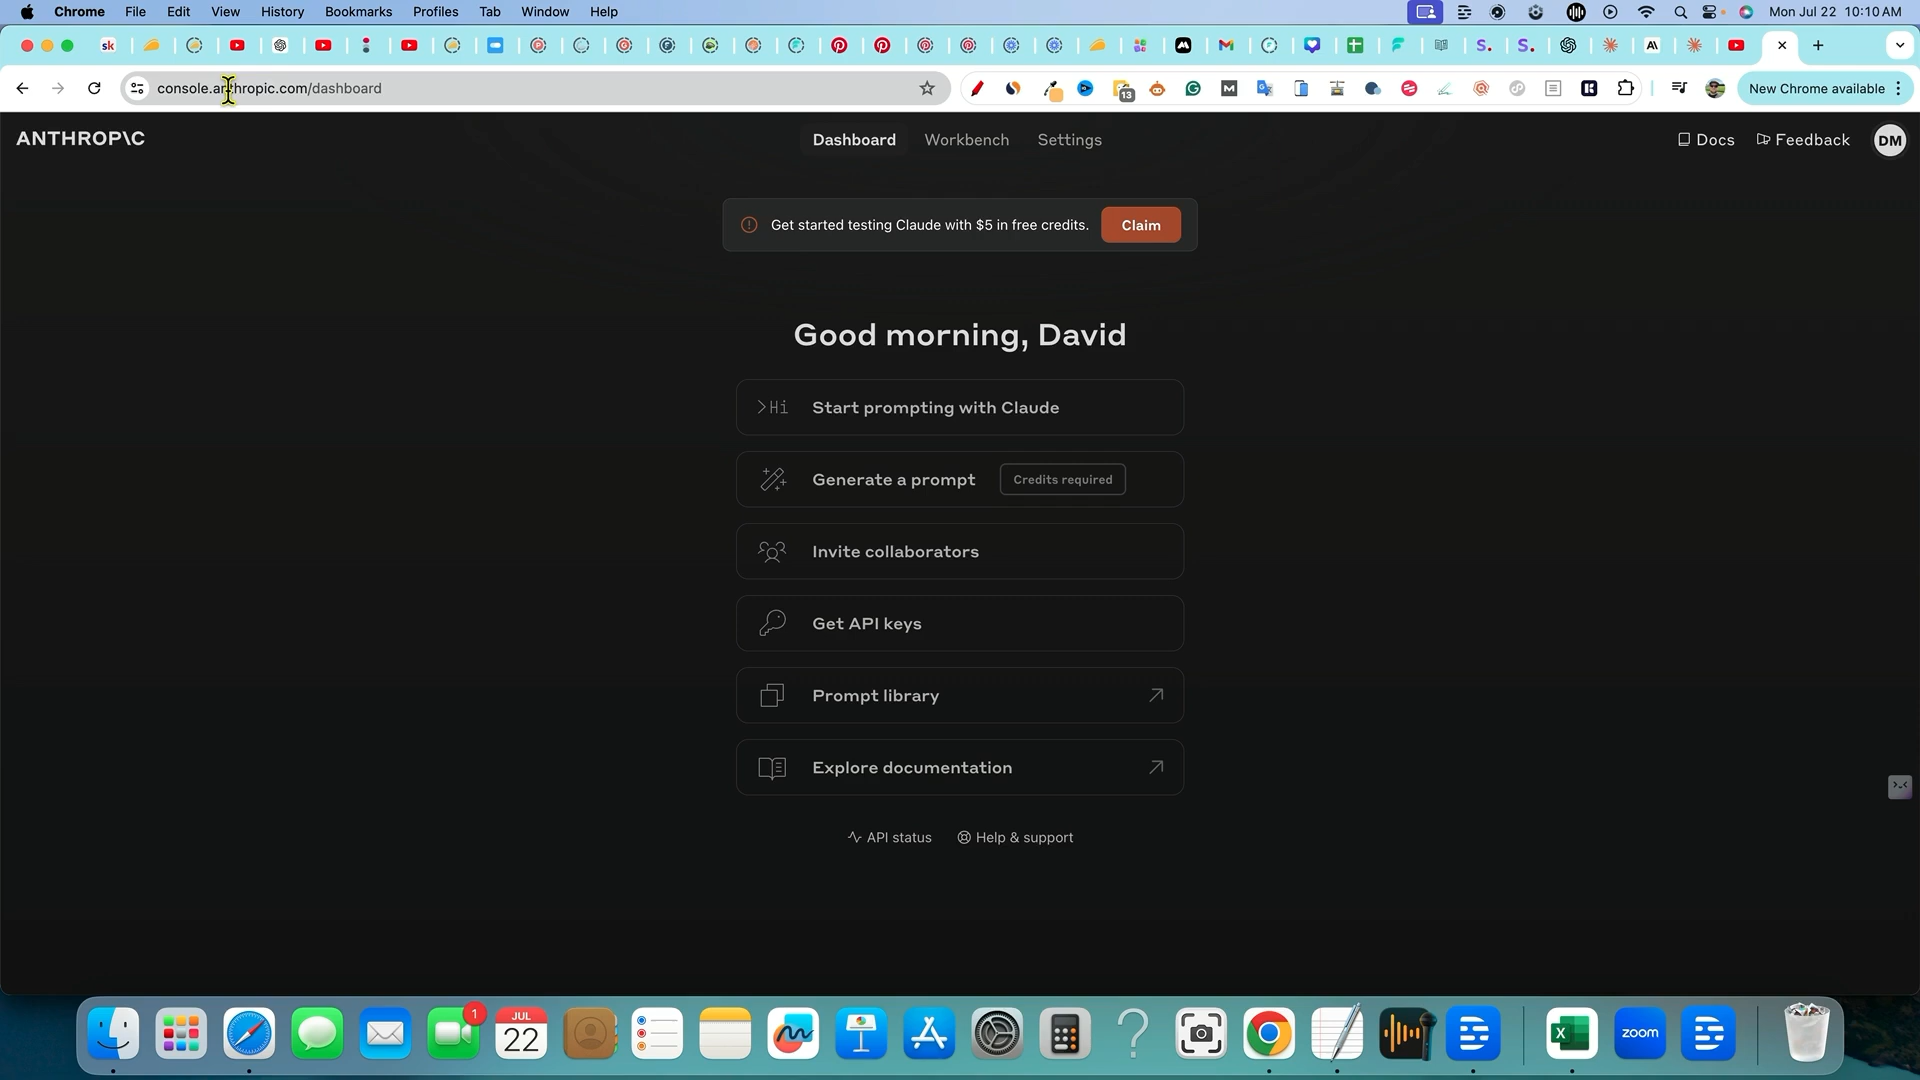 Chrome File Edit View History Bookmarks Profiles Tab Window Help
Mon Jul 22 10:10 AM
console.anthropic.com/dashboard
13
New Chrome available
ANTHROP\C
Dashboard Workbench Settings
Docs Feedback DM
Get started testing Claude with $5 in free credits. Claim
Good morning, David
>Hi Start prompting with Claude
Generate a prompt Credits required
Invite collaborators
Get API keys
Prompt library
Explore documentation
API status Help & support
1
JUL
22
zoom